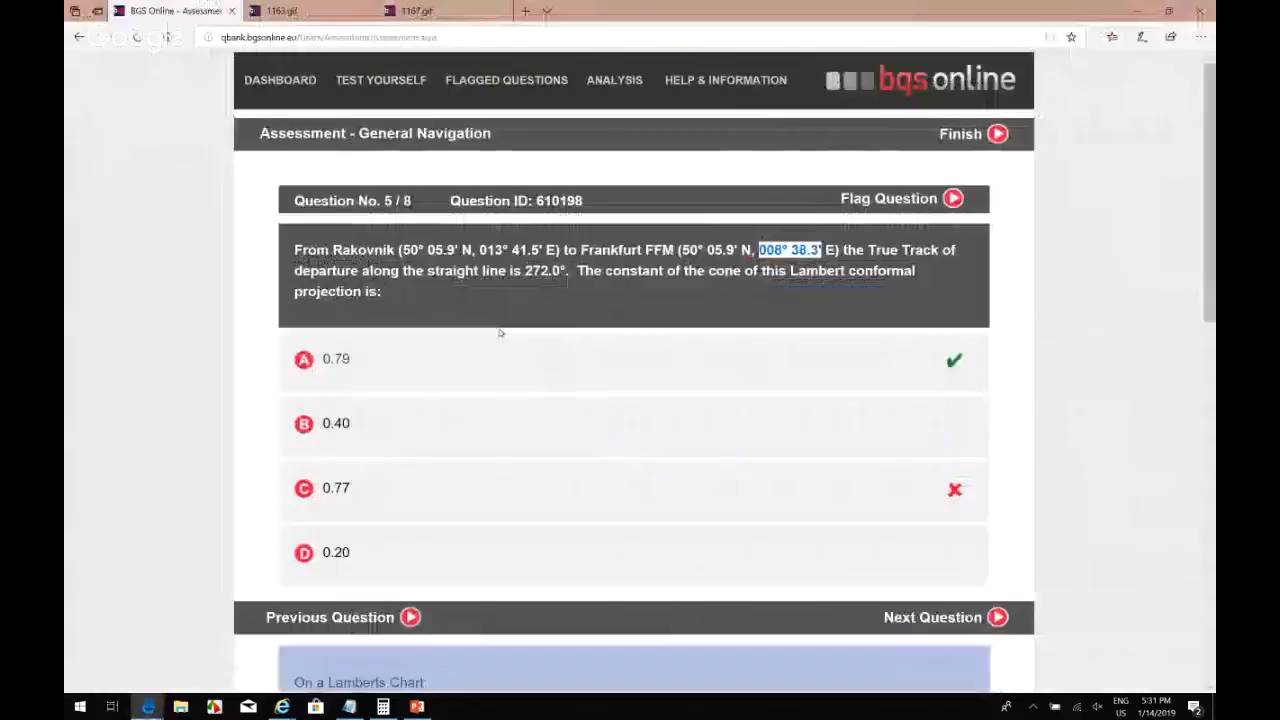 BGS Online - Assessmen
1163.gif
1167.gif
qbank.bgsonline.eu/Users/Assessment/Assessment.aspx
DASHBOARD TEST YOURSELF FLAGGED QUESTIONS ANALYSIS HELP & INFORMATION bgs online
Assessment - General Navigation Finish
Question No. 5 / 8 Question ID: 610198 Flag Question
From Rakovnik (50° 05.9' N, 013° 41.5' E) to Frankfurt FFM (50° 05.9' N, 008° 38.3' E) the True Track of
departure along the straight line is 272.0°. The constant of the cone of this Lambert conformal
projection is:
A 0.79
B 0.40
C 0.77
D 0.20
Previous Question Next Question
On a Lamberts Chart:
ENG 5:31 PM
US 1/14/2019
2